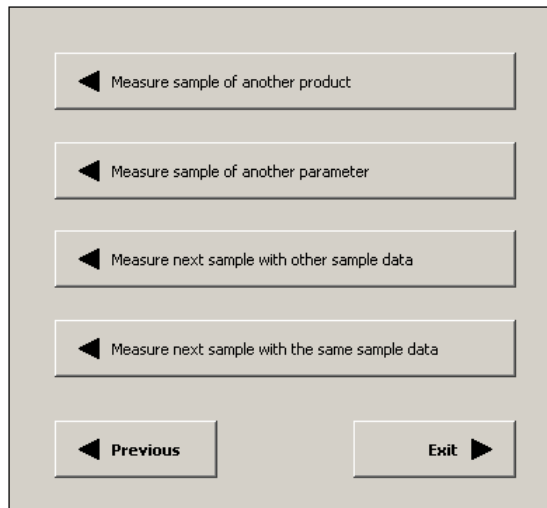 Measure sample of another product
Measure sample of another parameter
Measure next sample with other sample data
Measure next sample with the same sample data
Previous
Exit